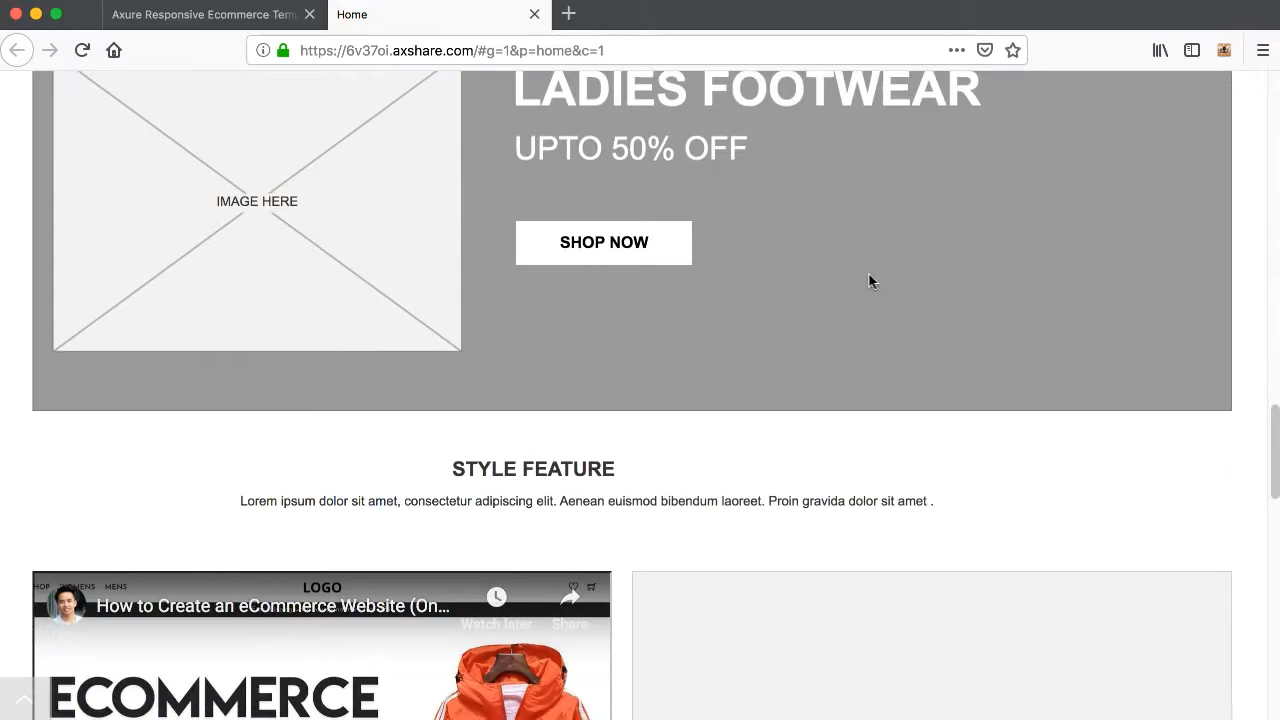 Axure Responsive Ecommerce Tem
Home
https://6v37oi.axshare.com/#g=1&p=home&c=1
LADIES FOOTWEAR
UPTO 50% OFF
IMAGE HERE
SHOP NOW
STYLE FEATURE
Lorem ipsum dolor sit amet, consectetur adipiscing elit. Aenean euismod bibendum laoreet. Proin gravida dolor sit amet .
HOP WOMENS MENS
LOGO
How to Create an eCommerce Website (On...
Watch later
Share
ECOMMERCE